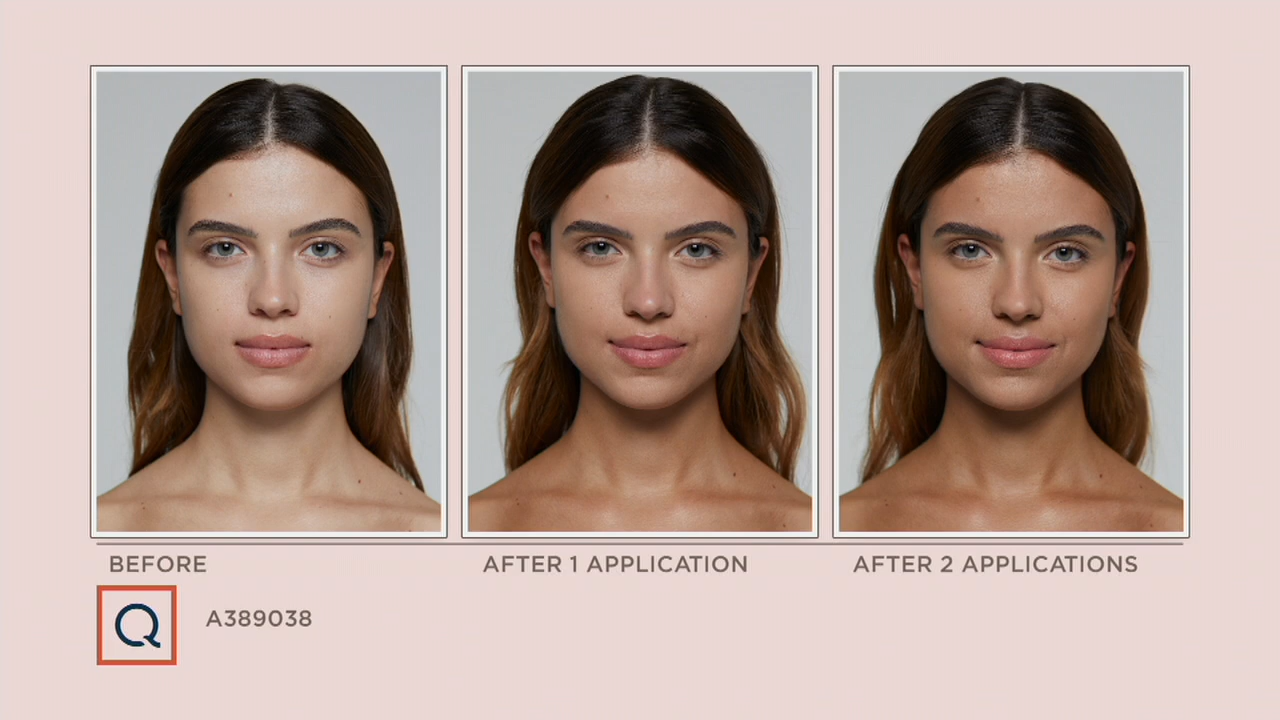 BEFORE
AFTER 1 APPLICATION
AFTER 2 APPLICATIONS
Q
A389038